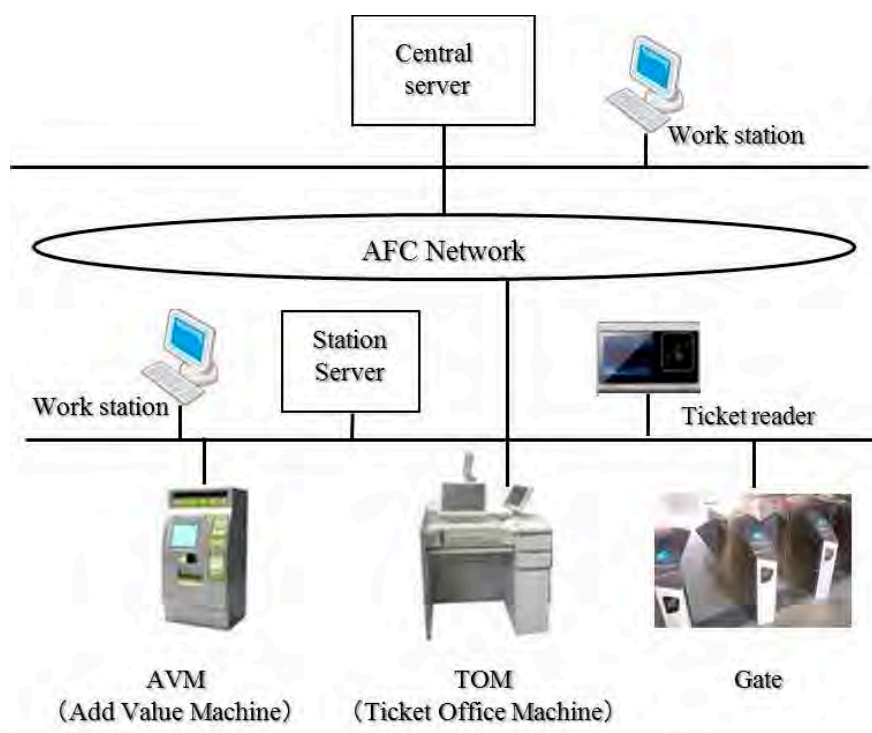 Central
server
Work station
AFC Network
Station
Server
Work station
Ticket reader
AVM
（Add Value Machine）
TOM
（Ticket Office Machine）
Gate